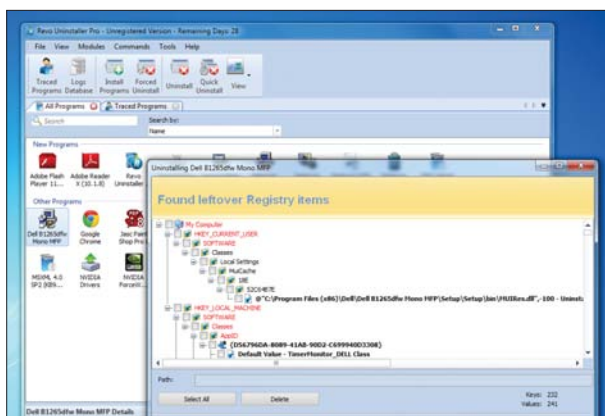 Revo Uninstaller Pro - Unregistered Version - Remaining Days 28
File View Modules Commands Tools Help
Traced Programs
Logs Database
Install Programs
Forced Uninstall
Uninstall
Quick Uninstall
View
All Programs
Traced Programs
Search
Search by:
Name
New Programs
Adobe Flash Player 11...
Adobe Reader X (10.1.8)
Revo Uninstaller
Other Programs
Dell B1265dfw Mono MFP
Google Chrome
Jasc Paint Shop Pro
MSXML 4.0 SP2 (KB9...
NVIDIA Drivers
NVIDIA
Uninstalling Dell B1265dfw Mono MFP
Found leftover Registry items
My Computer
HKEY_CURRENT_USER
SOFTWARE
Classes
Local Settings
MuiCache
18E
52C64B7E
@"C:\Program Files (x86)\Dell\Dell B1265dfw Mono MFP\Setup\Setup\bin\MUIRes.dll",-100 -
HKEY_LOCAL_MACHINE
SOFTWARE
Classes
AppID
Default Value - TonerMonitor_DELL Class
Path:
Select All
Delete
Keys: 232
Values: 241
Dell B1265dfw Mono MFP Details